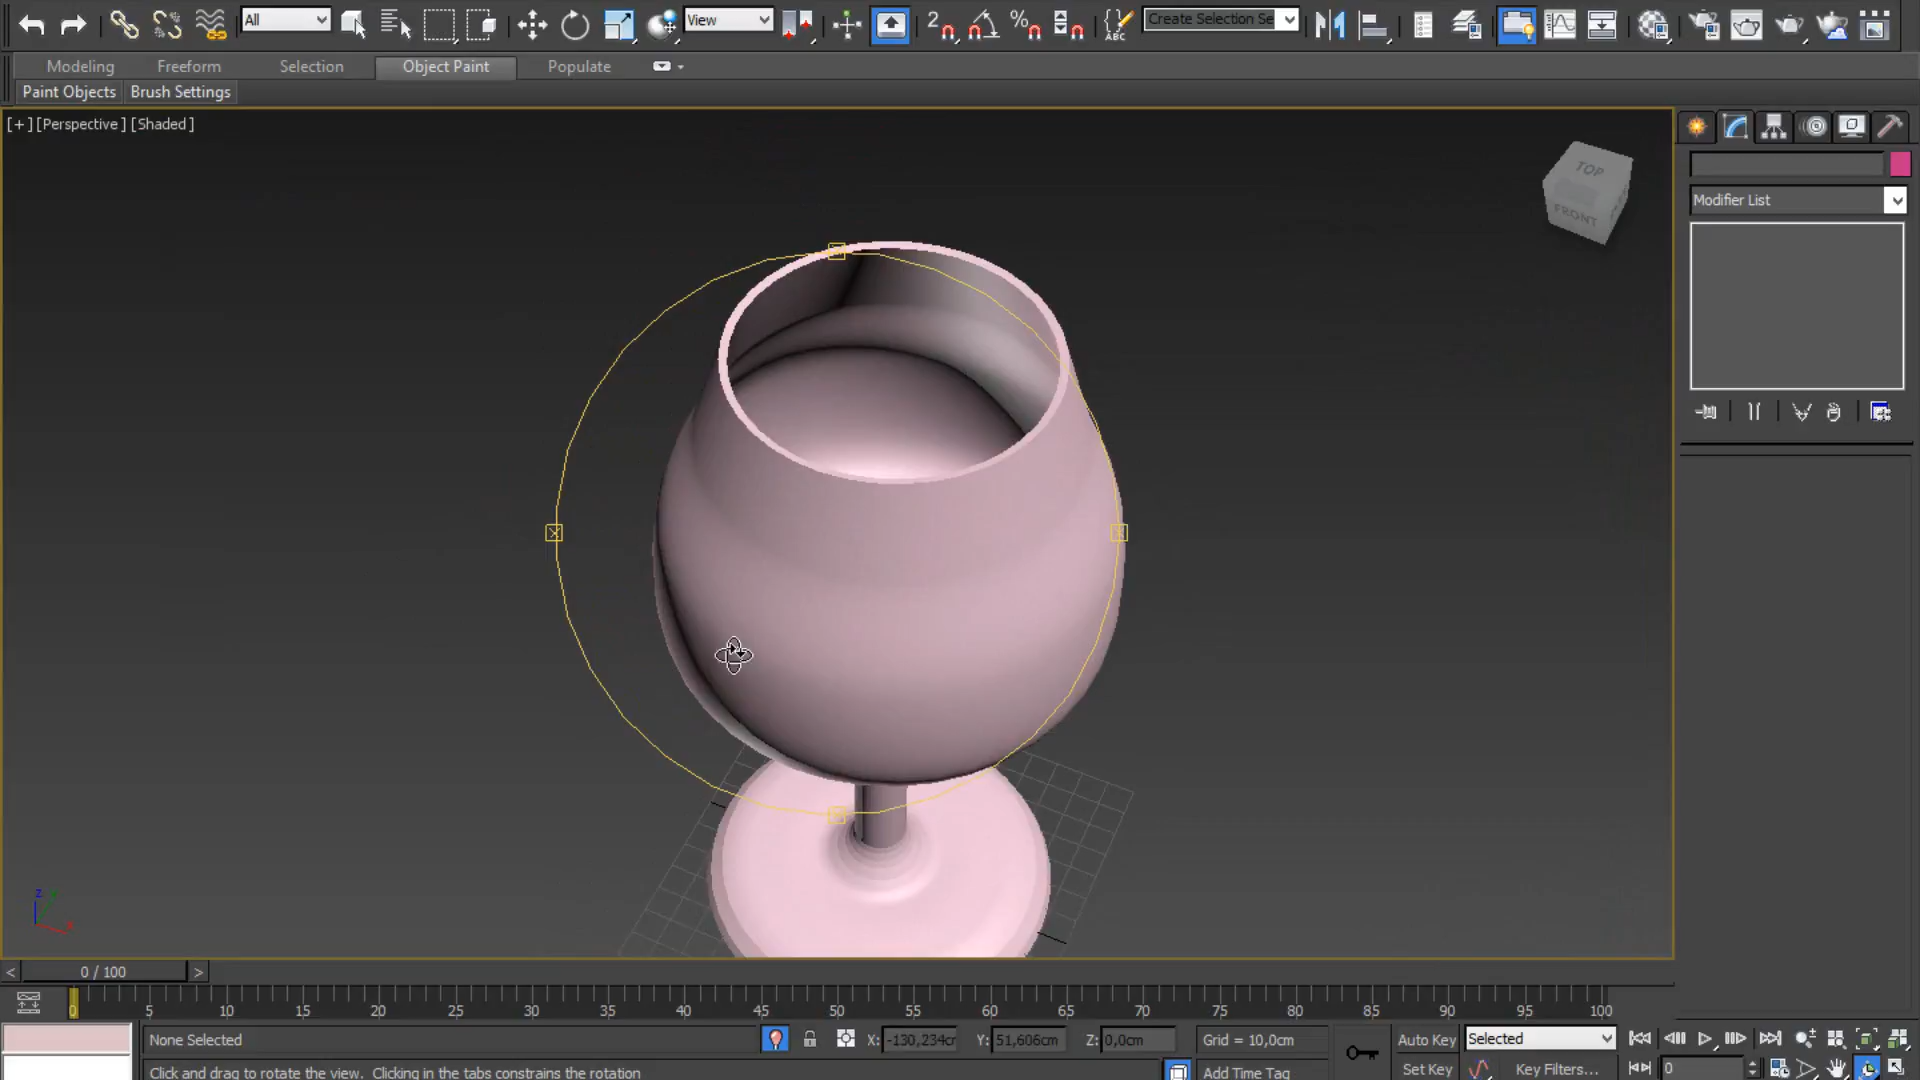 All
View
2
%
ABC
Create Selection Se
Modeling
Freeform
Selection
Object Paint
Populate
Paint Objects
Brush Settings
[+] [Perspective] [Shaded]
TOP
FRONT
Modifier List
z
x
< 0 / 100 >
0 5 10 15 20 25 30 35 40 45 50 55 60 65 70 75 80 85 90 95 100
None Selected
X: -130,234cr
Y: 51,606cm
Z: 0,0cm
Grid = 10,0cm
Auto Key
Selected
Click and drag to rotate the view. Clicking in the tabs constrains the rotation
Add Time Tag
Set Key
Key Filters...
0